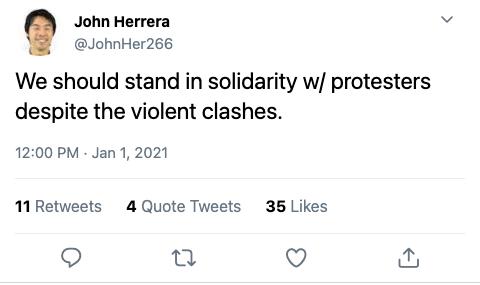 John Herrera
@JohnHer266
We should stand in solidarity w/ protesters
despite the violent clashes.
12:00 PM · Jan 1, 2021
11 Retweets 4 Quote Tweets 35 Likes